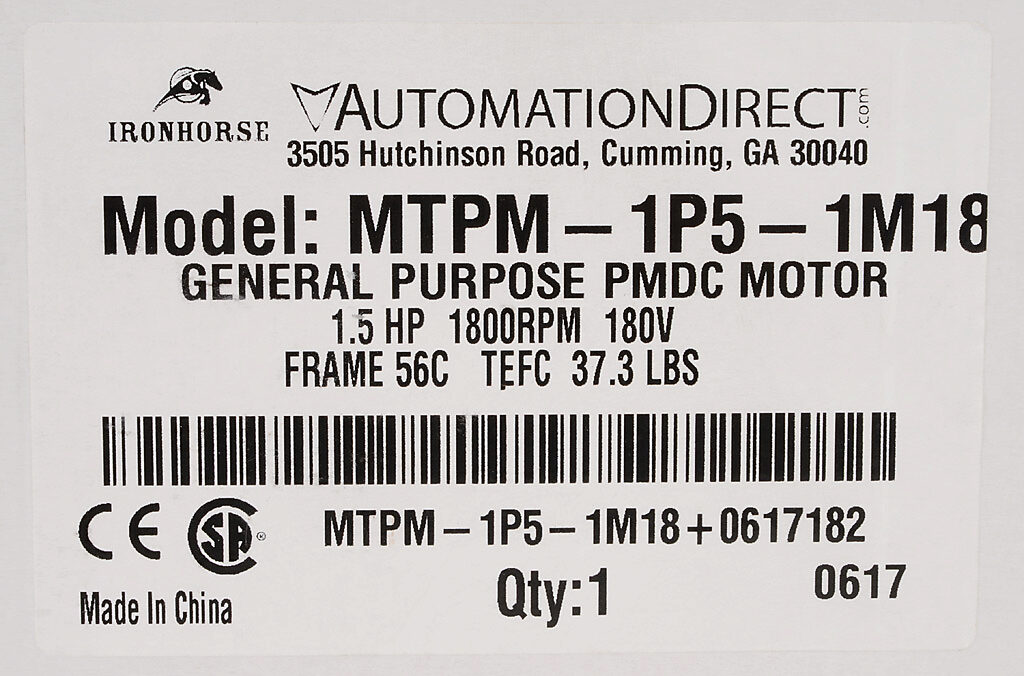 IRONHORSE
AUTOMATIONDIRECT.com
3505 Hutchinson Road, Cumming, GA 30040
Model: MTPM – 1P5 – 1M18
GENERAL PURPOSE PMDC MOTOR
1.5 HP 1800RPM 180V
FRAME 56C TEFC 37.3 LBS
CE SA ®
MTPM – 1P5 – 1M18+0617182
Qty:1
0617
Made In China